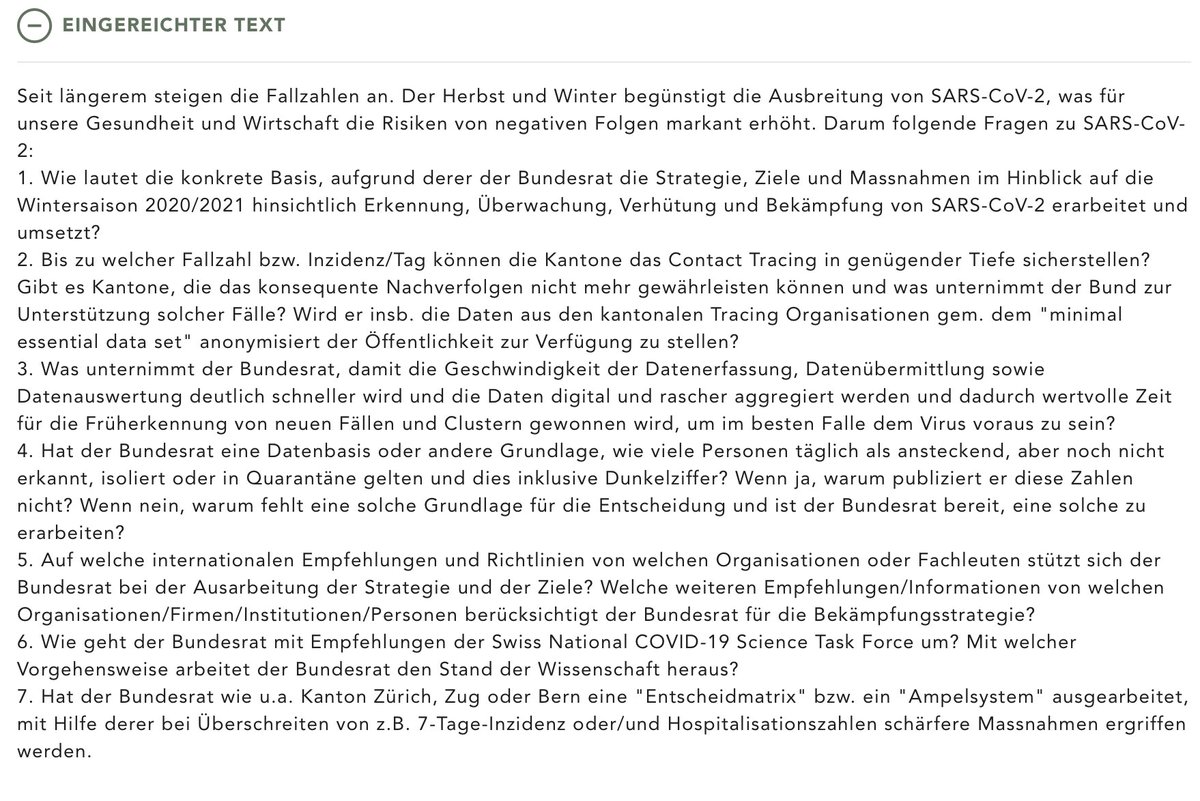 EINGEREICHTER TEXT
Seit längerem steigen die Fallzahlen an. Der Herbst und Winter begünstigt die Ausbreitung von SARS-CoV-2, was für
unsere Gesundheit und Wirtschaft die Risiken von negativen Folgen markant erhöht. Darum folgende Fragen zu SARS-CoV-
2:
1. Wie lautet die konkrete Basis, aufgrund derer der Bundesrat die Strategie, Ziele und Massnahmen im Hinblick auf die
Wintersaison 2020/2021 hinsichtlich Erkennung, Überwachung, Verhütung und Bekämpfung von SARS-CoV-2 erarbeitet und
umsetzt?
2. Bis zu welcher Fallzahl bzw. Inzidenz/Tag können die Kantone das Contact Tracing in genügender Tiefe sicherstellen?
Gibt es Kantone, die das konsequente Nachverfolgen nicht mehr gewährleisten können und was unternimmt der Bund zur
Unterstützung solcher Fälle? Wird er insb. die Daten aus den kantonalen Tracing Organisationen gem. dem "minimal
essential data set" anonymisiert der Öffentlichkeit zur Verfügung zu stellen?
3. Was unternimmt der Bundesrat, damit die Geschwindigkeit der Datenerfassung, Datenübermittlung sowie
Datenauswertung deutlich schneller wird und die Daten digital und rascher aggregiert werden und dadurch wertvolle Zeit
für die Früherkennung von neuen Fällen und Clustern gewonnen wird, um im besten Falle dem Virus voraus zu sein?
4. Hat der Bundesrat eine Datenbasis oder andere Grundlage, wie viele Personen täglich als ansteckend, aber noch nicht
erkannt, isoliert oder in Quarantäne gelten und dies inklusive Dunkelziffer? Wenn ja, warum publiziert er diese Zahlen
nicht? Wenn nein, warum fehlt eine solche Grundlage für die Entscheidung und ist der Bundesrat bereit, eine solche zu
erarbeiten?
5. Auf welche internationalen Empfehlungen und Richtlinien von welchen Organisationen oder Fachleuten stützt sich der
Bundesrat bei der Ausarbeitung der Strategie und der Ziele? Welche weiteren Empfehlungen/Informationen von welchen
Organisationen/Firmen/Institutionen/Personen berücksichtigt der Bundesrat für die Bekämpfungsstrategie?
6. Wie geht der Bundesrat mit Empfehlungen der Swiss National COVID-19 Science Task Force um? Mit welcher
Vorgehensweise arbeitet der Bundesrat den Stand der Wissenschaft heraus?
7. Hat der Bundesrat wie u.a. Kanton Zürich, Zug oder Bern eine "Entscheidmatrix" bzw. ein "Ampelsystem" ausgearbeitet,
mit Hilfe derer bei Überschreiten von z.B. 7-Tage-Inzidenz oder/und Hospitalisationszahlen schärfere Massnahmen ergriffen
werden.